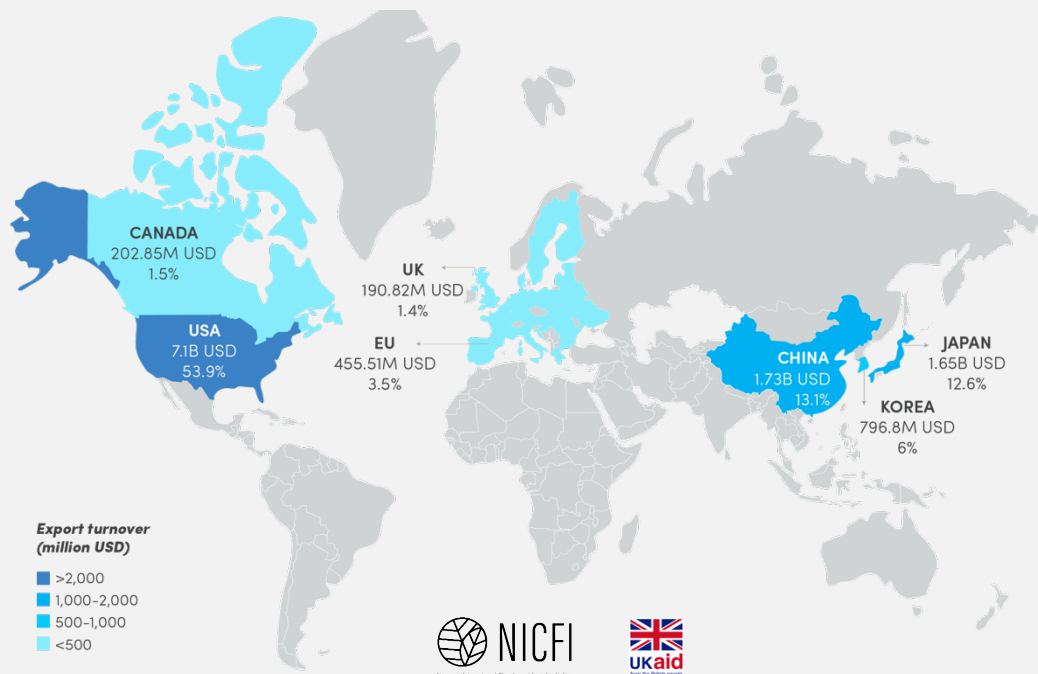 CANADA
202.85M USD
1.5%
USA
7.1B USD
53.9%
UK
190.82M USD
1.4%
EU
455.51M USD
3.5%
CHINA
1.73B USD
13.1%
JAPAN
1.65B USD
12.6%
KOREA
796.8M USD
6%
Export turnover
(million USD)
>2,000
1,000-2,000
500-1,000
<500
NICFI
UKaid